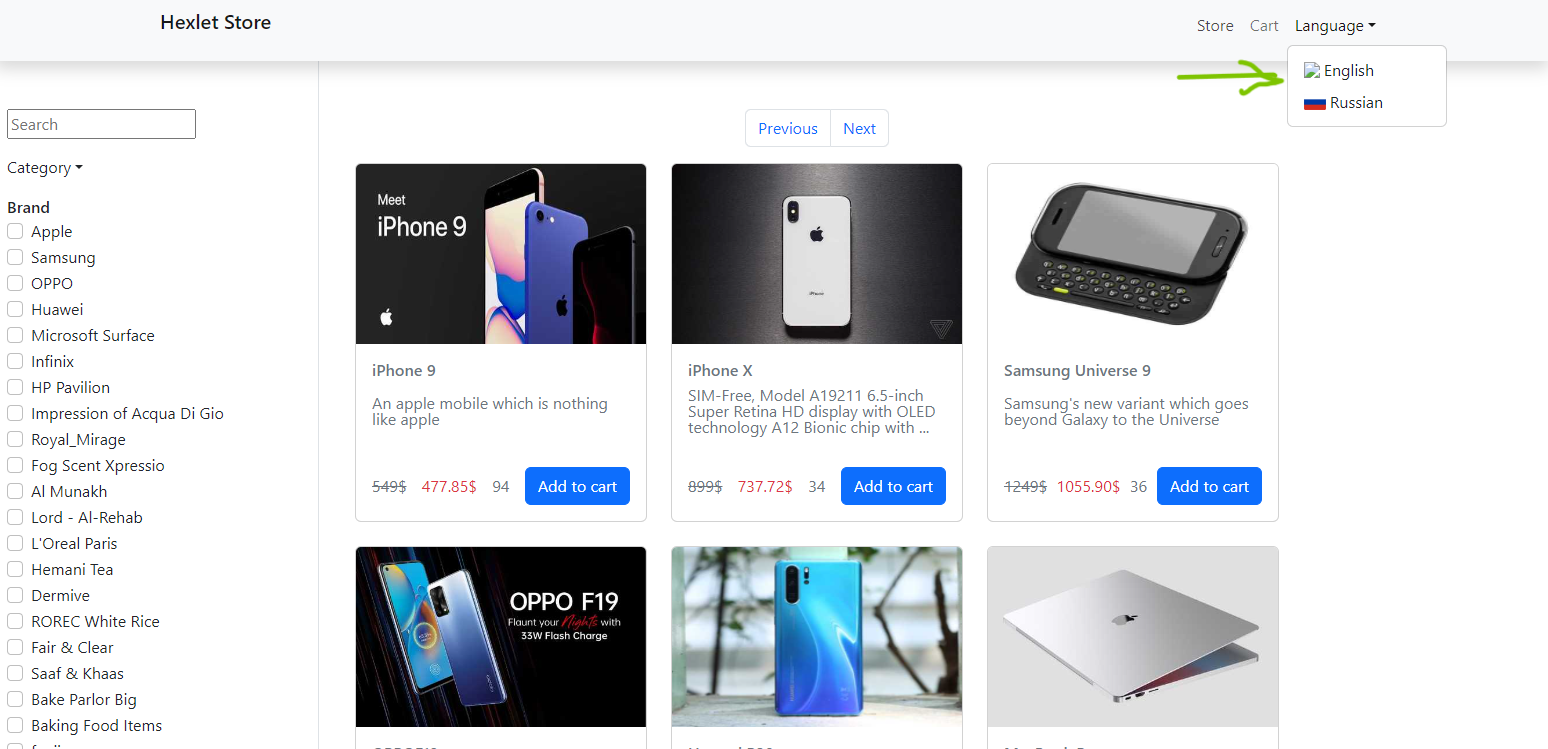 Hexlet Store
Store Cart Language
English
Russian
Search
Category
Brand
Apple
Samsung
OPPO
Huawei
Microsoft Surface
Infinix
HP Pavilion
Impression of Acqua Di Gio
Royal_Mirage
Fog Scent Xpressio
Al Munakh
Lord - Al-Rehab
L'Oreal Paris
Hemani Tea
Dermive
ROREC White Rice
Fair & Clear
Saaf & Khaas
Bake Parlor Big
Baking Food Items
Previous Next
Meet
iPhone 9
iPhone 9
An apple mobile which is nothing
like apple
549$ 477.85$ 94 Add to cart
iPhone
iPhone X
SIM-Free, Model A19211 6.5-inch
Super Retina HD display with OLED
technology A12 Bionic chip with ...
899$ 737.72$ 34 Add to cart
Samsung Universe 9
Samsung's new variant which goes
beyond Galaxy to the Universe
1249$ 1055.90$ 36 Add to cart
OPPO F19
Flaunt your Nights with
33W Flash Charge